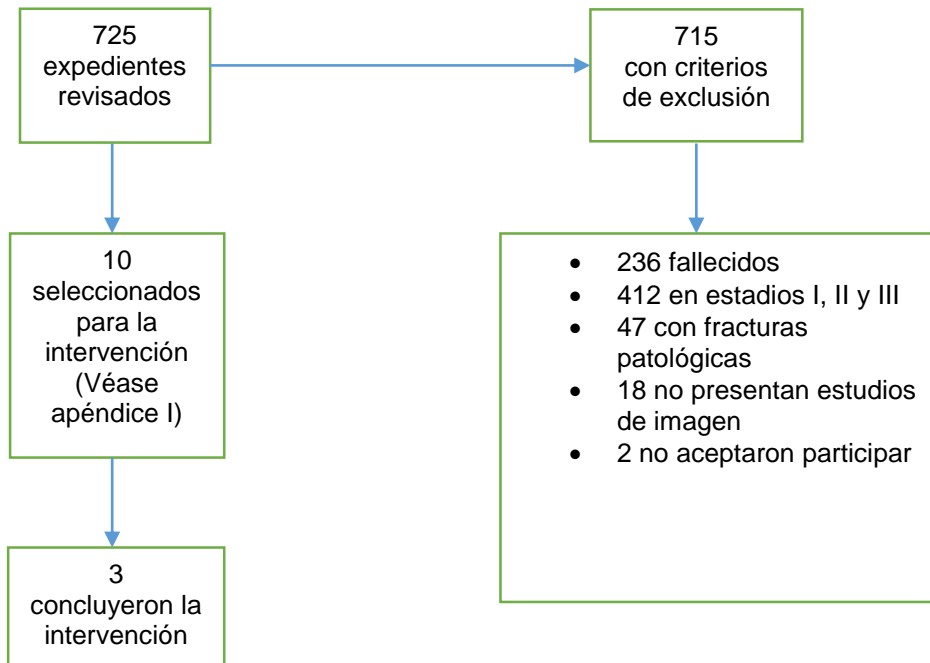 725
expedientes
revisados
715
con criterios
de exclusión
10
seleccionados
para la
intervención
(Véase
apéndice I)
• 236 fallecidos
• 412 en estadios I, II y III
• 47 con fracturas
patológicas
• 18 no presentan estudios
de imagen
• 2 no aceptaron participar
3
concluyeron la
intervención